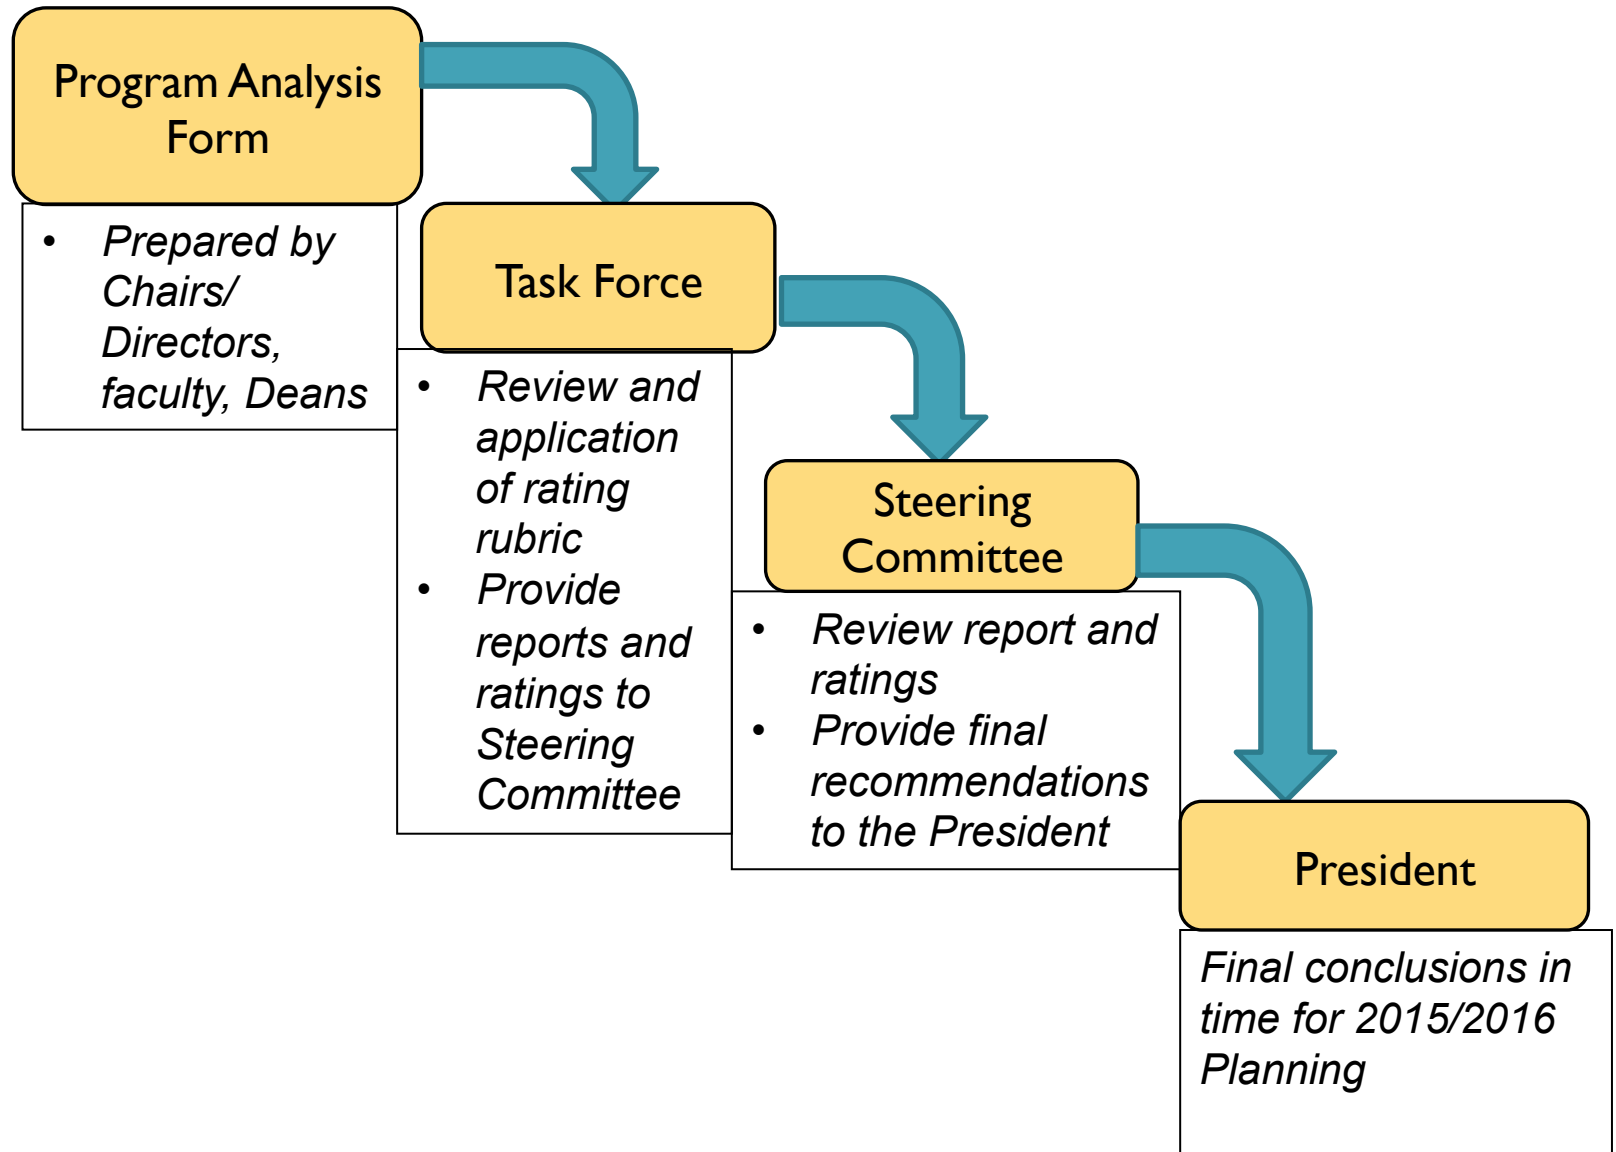 Program Analysis
Form
• Prepared by
Chairs/
Directors,
faculty, Deans
Task Force
• Review and
application
of rating
rubric
• Provide
reports and
ratings to
Steering
Committee
Steering
Committee
• Review report and
ratings
• Provide final
recommendations
to the President
President
Final conclusions in
time for 2015/2016
Planning